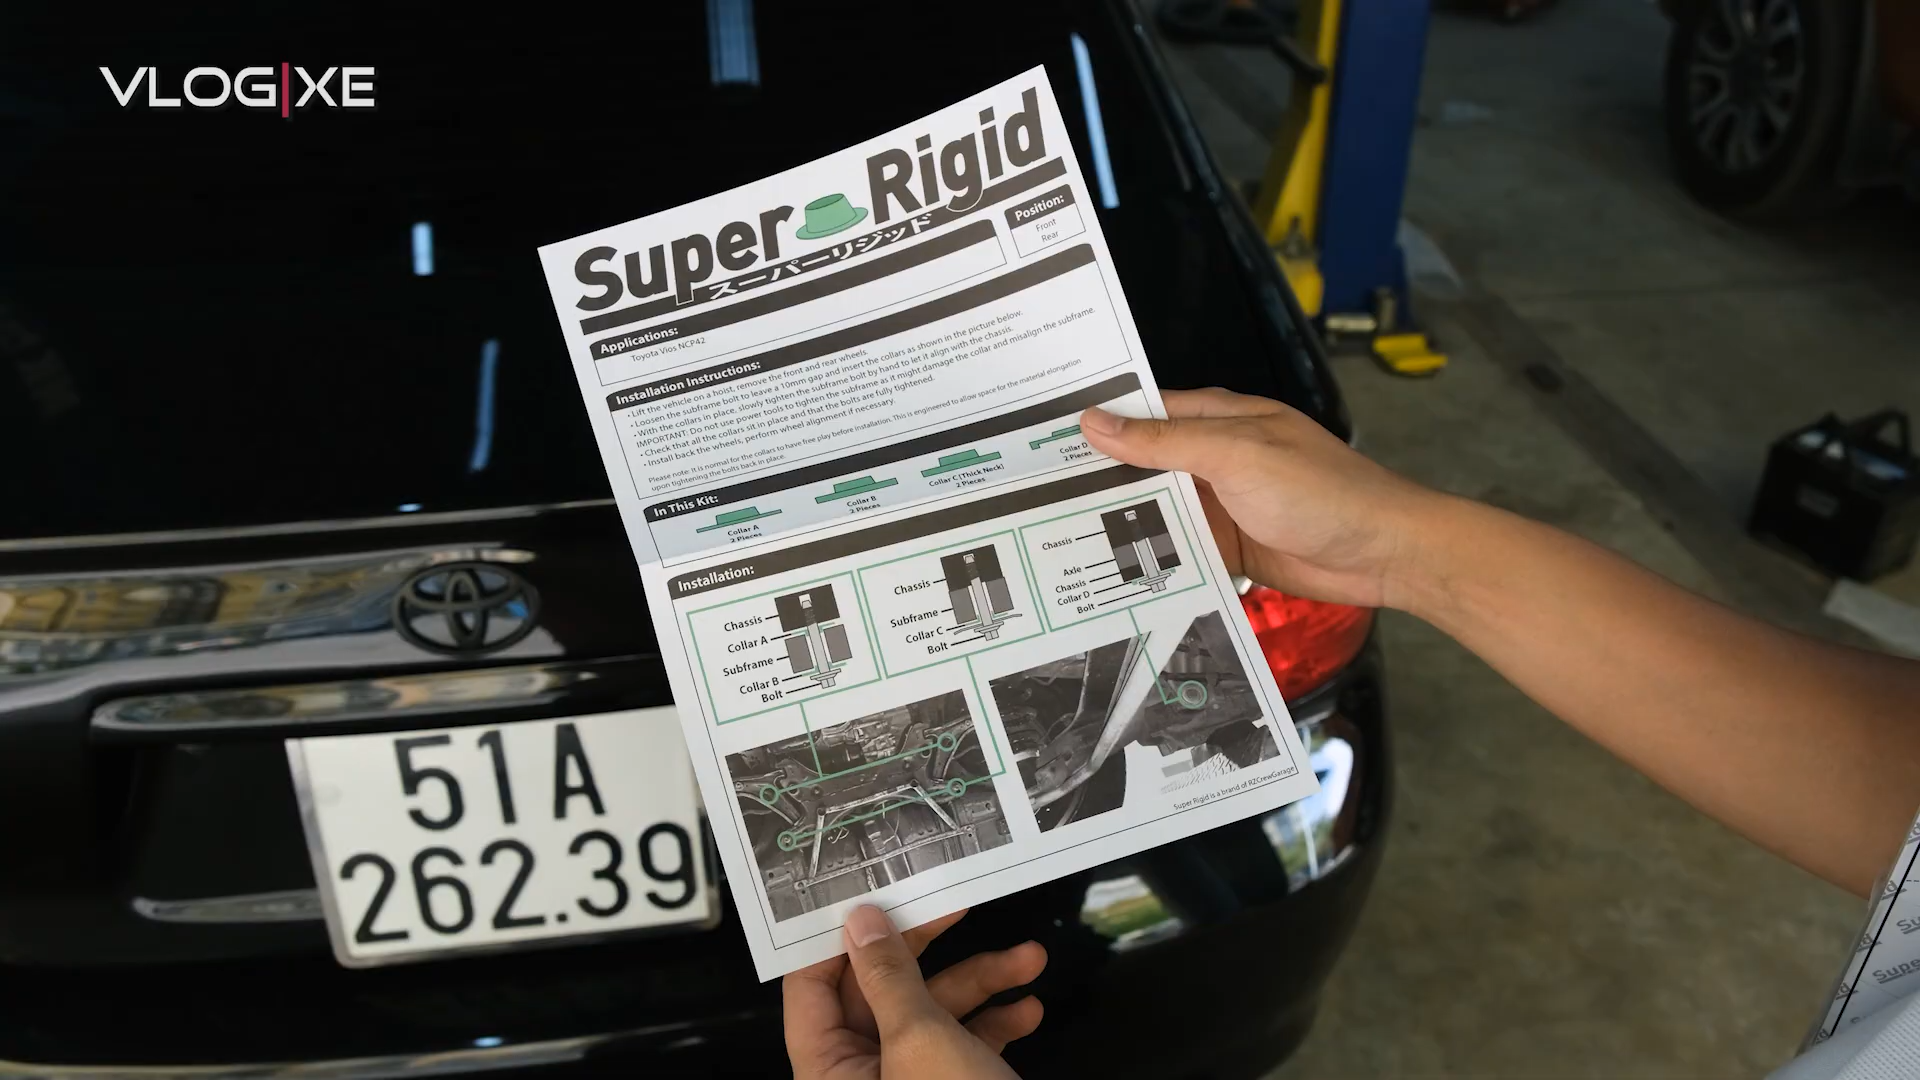 VLOG|XE
Super Rigid
スーパーリジッド
Applications:
Toyota Vios NCP42
Position:
Front
Rear
Installation Instructions:
• Lift the vehicle on a hoist, remove the front and rear wheels.
• Loosen the subframe bolt to leave a 10mm gap and insert the collars as shown in the picture below.
• With the collars in place, slowly tighten the subframe bolt by hand to let it align with the chassis.
IMPORTANT: Do not use power tools to tighten the subframe as it might damage the collar and misalign the subframe.
• Check that all the collars sit in place and that the bolts are fully tightened.
• Install back the wheels, perform wheel alignment if necessary.
Please note: It is normal for the collars to have free play before installation. This is engineered to allow space for the material elongation
upon tightening the bolts back in place.
In This Kit:
Collar A
2 Pieces
Collar B
2 Pieces
Collar C [Thick Neck]
2 Pieces
Collar D
2 Pieces
Installation:
Chassis
Collar A
Subframe
Collar B
Bolt
Chassis
Subframe
Collar C
Bolt
Chassis
Axle
Chassis
Collar D
Bolt
Super Rigid is a brand of RZCrewGarage
51A
262.39